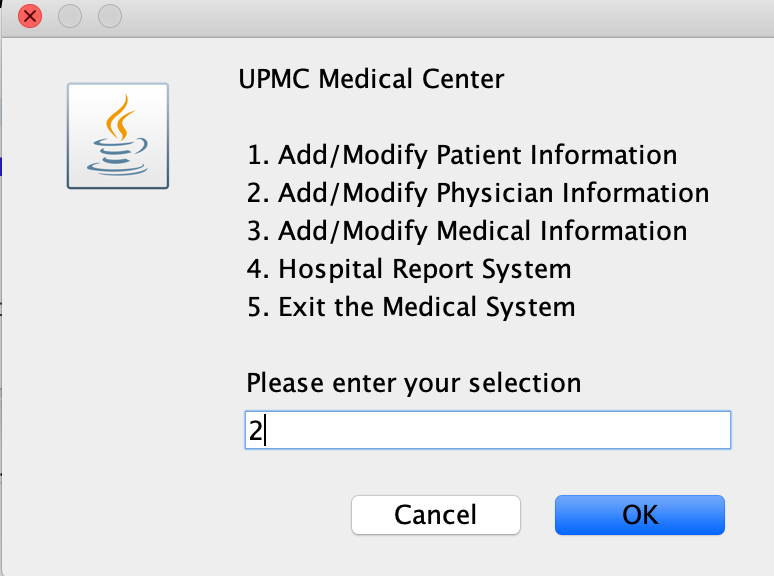 UPMC Medical Center
1. Add/Modify Patient Information
2. Add/Modify Physician Information
3. Add/Modify Medical Information
4. Hospital Report System
5. Exit the Medical System
Please enter your selection
2
Cancel OK